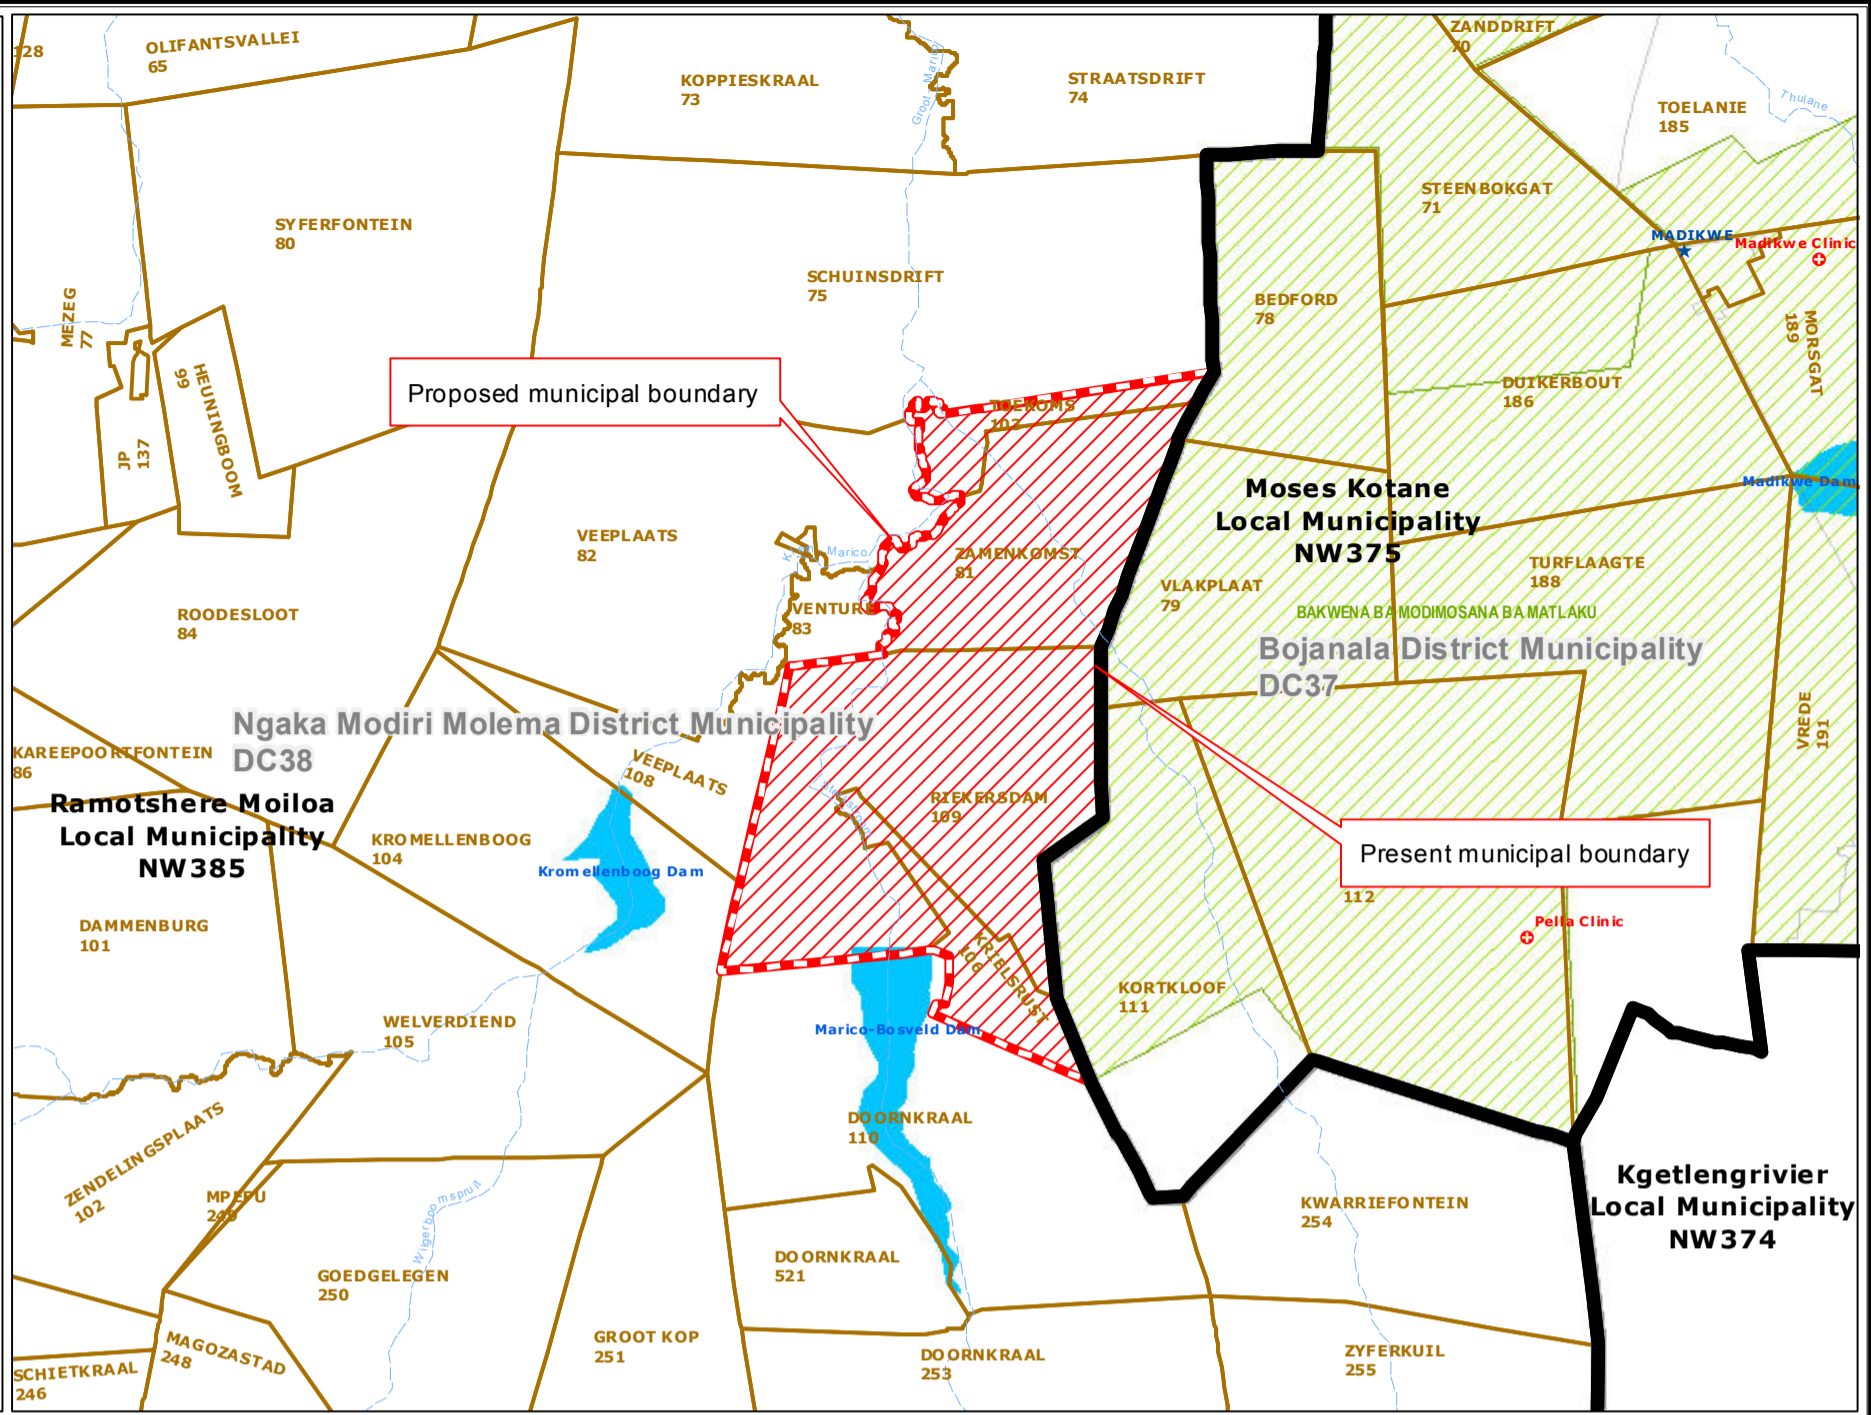 128
OLIFANTSVALLEI
65
KOPPIESKRAAL
73
Groot Marico
STRAATSDRIFT
74
ZANDDRIFT
70
TOELANIE
185
Thulane
SYFERFONTEIN
80
SCHUINSDRIFT
75
STEENBOKGAT
71
MADIKWE
Madikwe Clinic
BEDFORD
78
MEZEG
77
HEUNINGBOOM
99
JP
137
MORSGAT
189
DUIKERBOUT
186
Proposed municipal boundary
TOEKOMS
Madikwe Dam
Moses Kotane
Local Municipality
NW375
VEEPLAATS
82
Marico
ZAMENKOMST
81
VENTURE
83
VLAKPLAAT
79
TURFLAAGTE
188
BAKWENA BA MODIMOSANA BA MATLAKU
Bojanala District Municipality
DC37
ROODESLOOT
84
Ngaka Modiri Molema District Municipality
DC38
VREDE
191
KAREEPOORTFONTEIN
86
VEEPLAATS
108
Ramotshere Moiloa
Local Municipality
NW385
RIEKERSDAM
109
KROMELLENBOOG
104
Kromellenboog Dam
Present municipal boundary
112
Pella Clinic
DAMMENBURG
101
KRIELSRUST
106
KORTKLOOF
111
WELVERDIEND
105
Marico-Bosveld Dam
DOORNKRAAL
110
ZENDELINGSPLAATS
102
MPEPU
249
Wilgerboomspruit
KWARRIEFONTEIN
254
Kgetlengrivier
Local Municipality
NW374
DOORNKRAAL
521
GOEDGELEGEN
250
GROOT KOP
251
MAGOZASTAD
248
SCHIETKRAAL
246
DOORNKRAAL
253
ZYFERKUIL
255